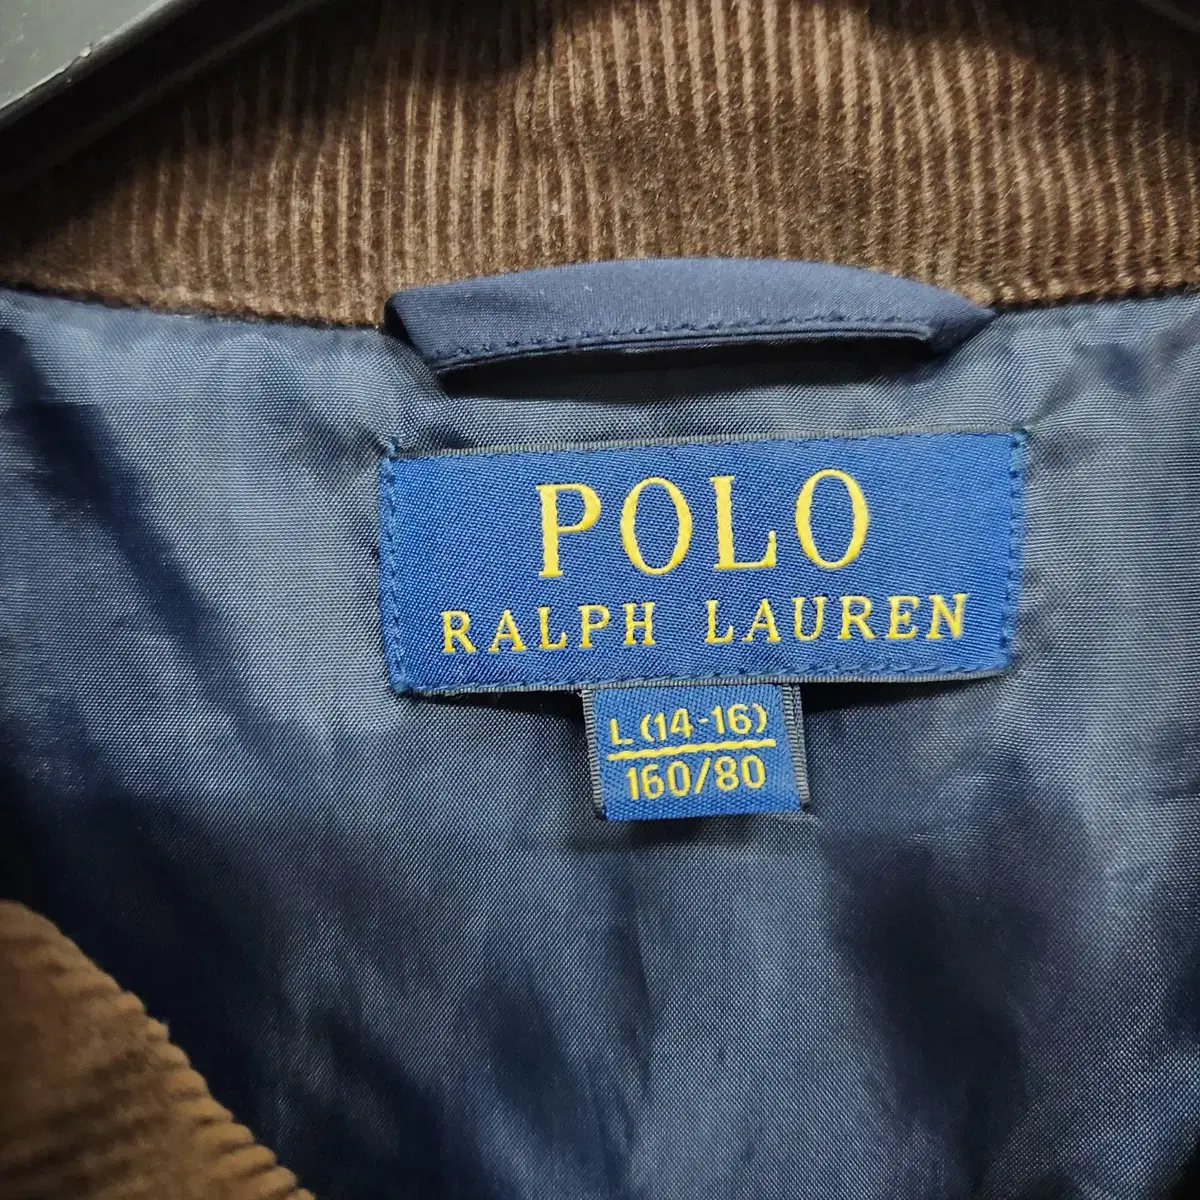 POLO
RALPH LAUREN
L (14-16)
160/80